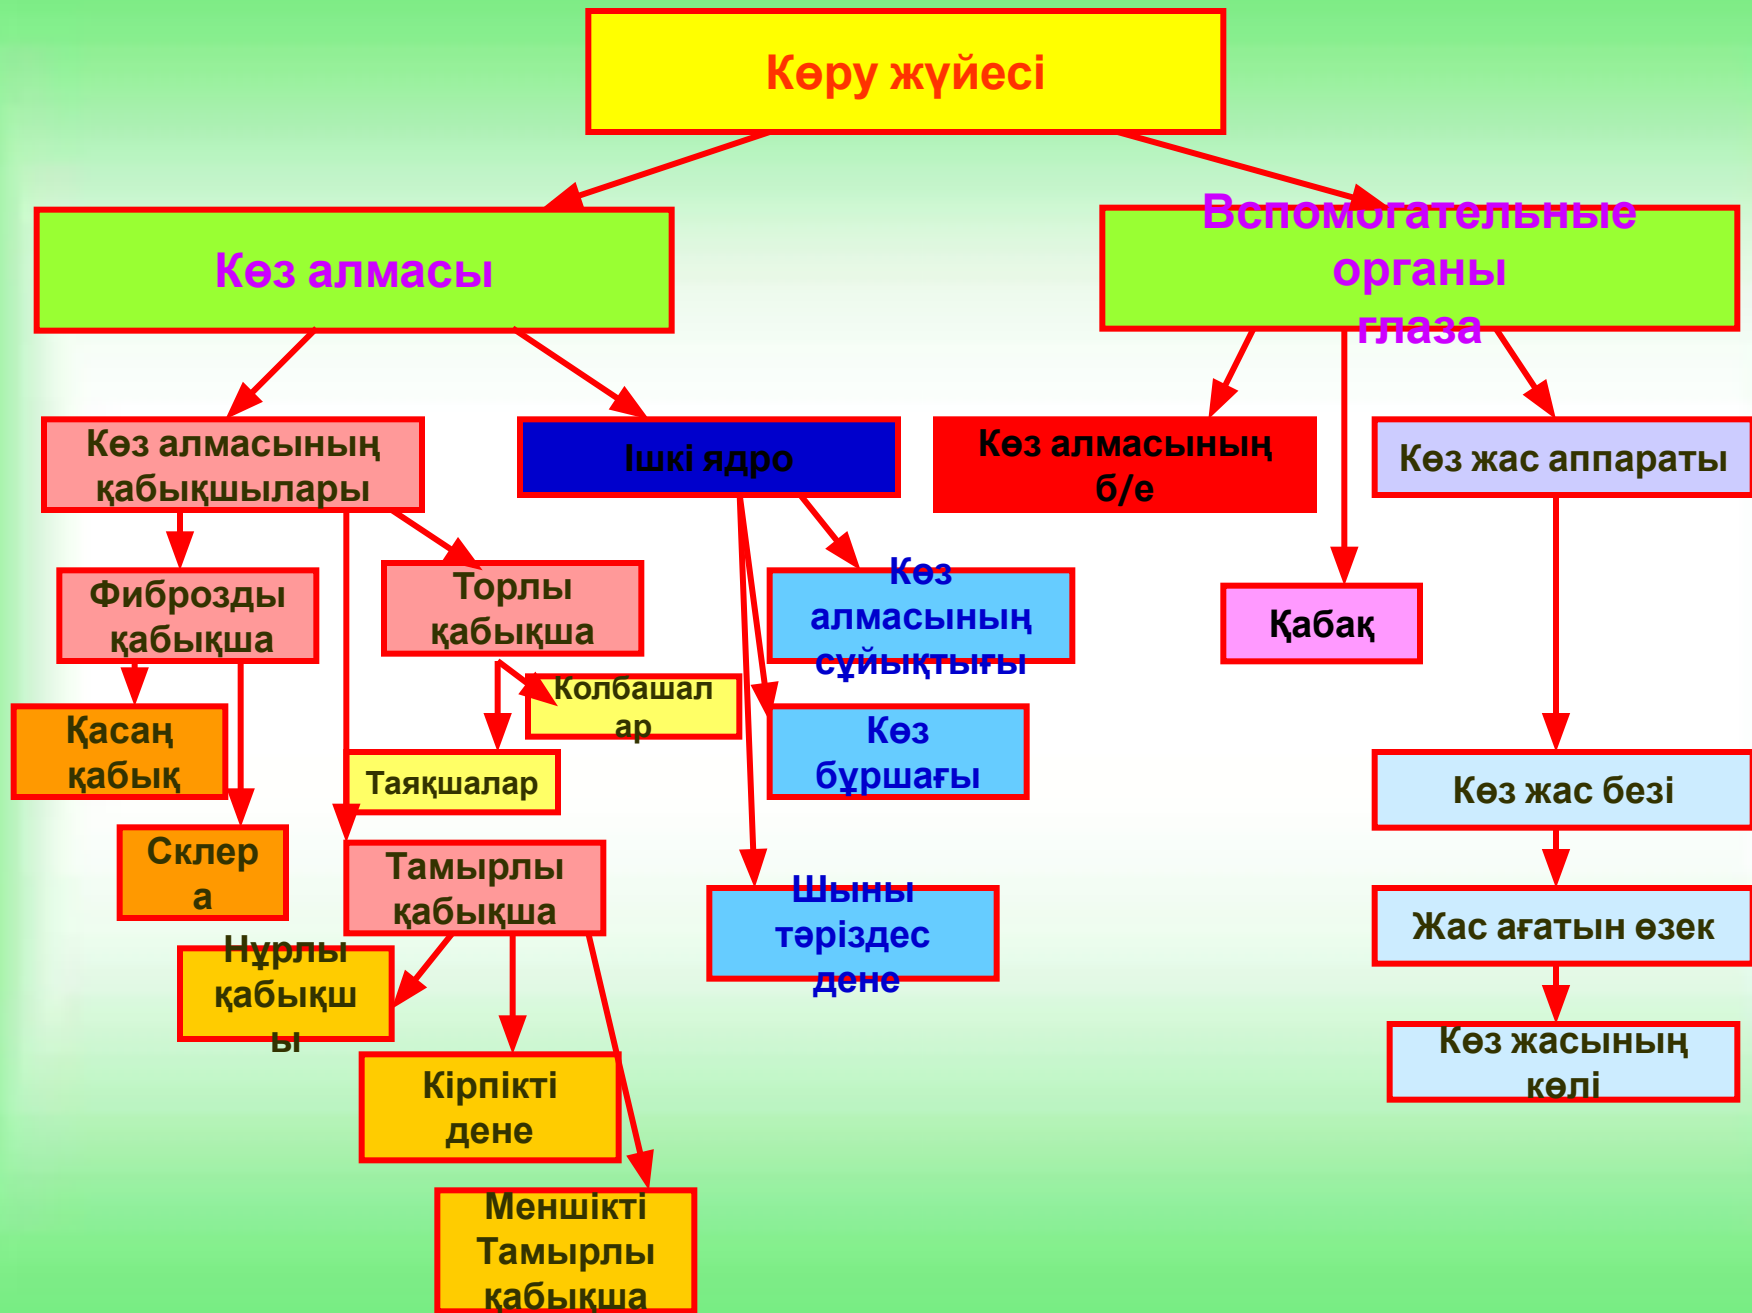 Көру жүйесі
Көз алмасы
Вспомогательные
органы
глаза
Көз алмасының
қабықшылары
Ішкі ядро
Көз алмасының
б/е
Көз жас аппараты
Фиброзды
қабықша
Торлы
қабықша
Көз
алмасының
сұйықтығы
Қабақ
Қасаң
қабық
Колбашал
ар
Таяқшалар
Көз
бұршағы
Көз жас безі
Склер
а
Тамырлы
қабықша
Шыны
тәріздес
дене
Жас ағатын өзек
Нұрлы
қабықш
ы
Кірпікті
дене
Көз жасының
көлі
Меншікті
Тамырлы
қабықша